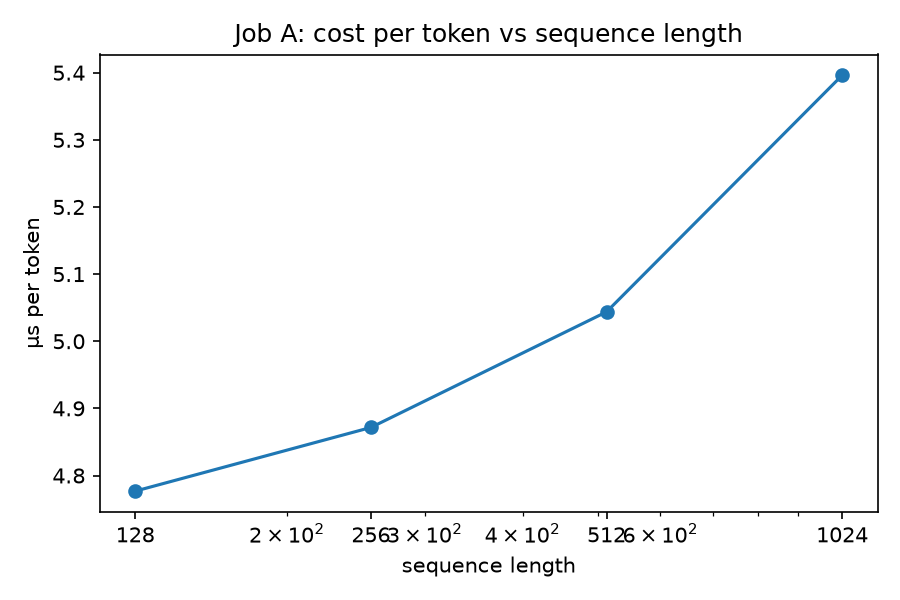 Job A: cost per token vs sequence length
5.4
5.3
5.2
5.1
5.0
4.9
4.8
µs per token
128
2 × 10²
256
3 × 10²
4 × 10²
512
6 × 10²
1024
sequence length